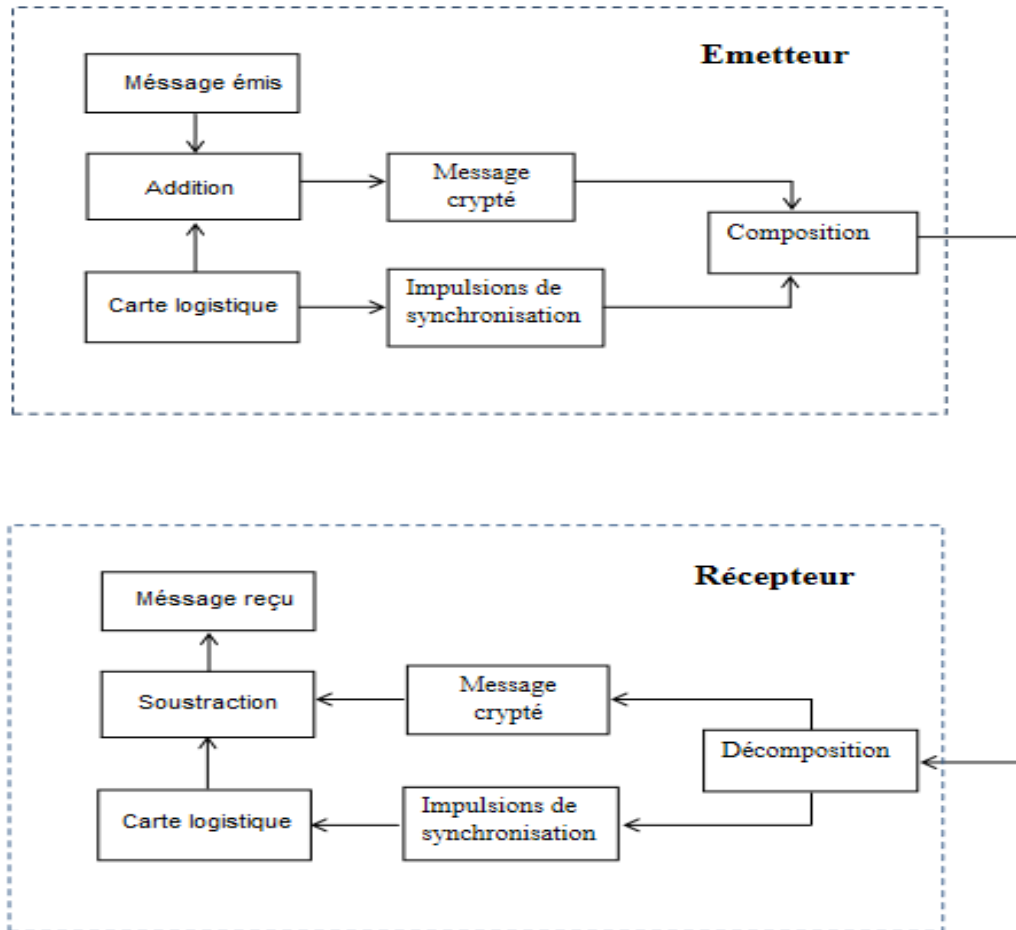 Emetteur
Méssage émis
Addition
Message
crypté
Composition
Carte logistique
Impulsions de
synchronisation
Récepteur
Méssage reçu
Soustraction
Message
crypté
Décomposition
Carte logistique
Impulsions de
synchronisation